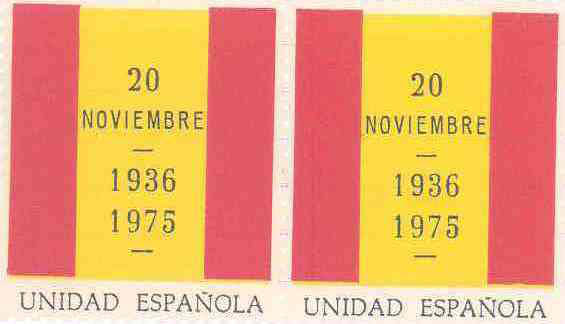 20
NOVIEMBRE
—
1936
1975
—
UNIDAD ESPAÑOLA
20
NOVIEMBRE
—
1936
1975
—
UNIDAD ESPAÑOLA